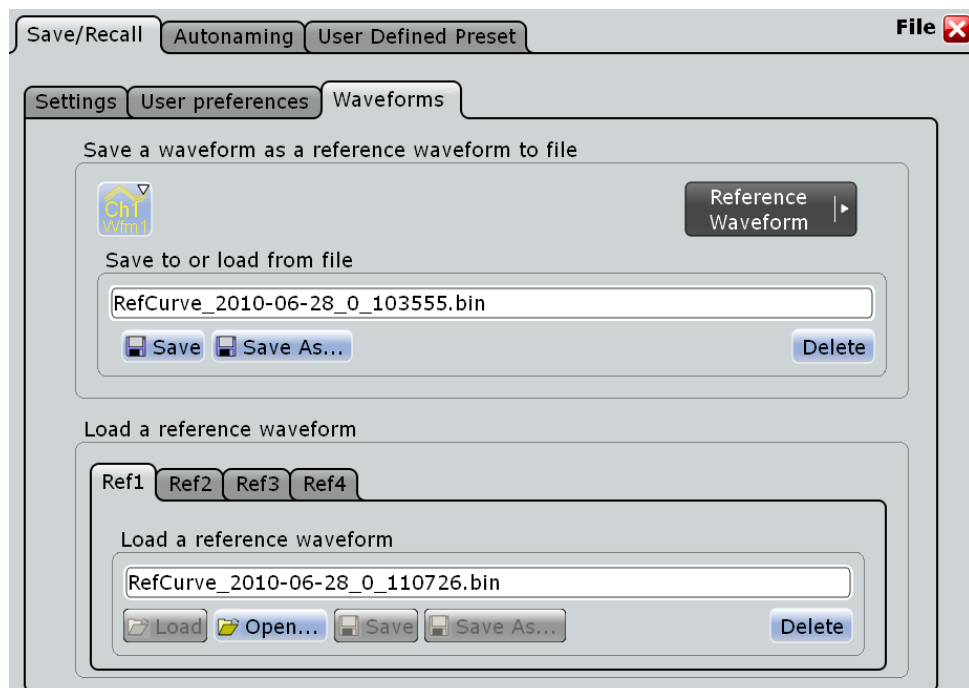 Save/Recall Autonaming User Defined Preset File
Settings User preferences Waveforms
Save a waveform as a reference waveform to file
Ch1
Wfm1
Reference
Waveform
Save to or load from file
RefCurve_2010-06-28_0_103555.bin
Save Save As... Delete
Load a reference waveform
Ref1 Ref2 Ref3 Ref4
Load a reference waveform
RefCurve_2010-06-28_0_110726.bin
Load Open... Save Save As... Delete